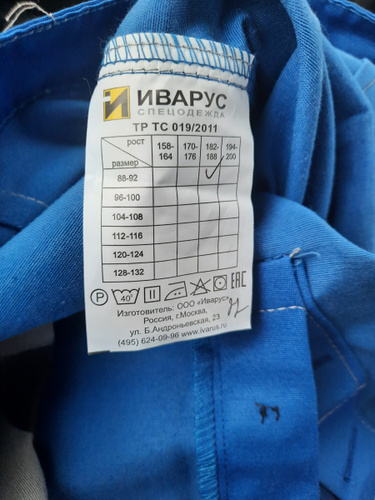 ИВАРУС
СПЕЦОДЕЖДА
ТР ТС 019/2011
рост 158-164 170-176 182-188 194-200
размер
88-92
96-100
104-108
112-116
120-124
128-132
P 40° EAC
Изготовитель: ООО «Иварус»
Россия, г.Москва,
ул. Б.Андроньевская, 23
(495) 624-09-96 www.ivarus.ru